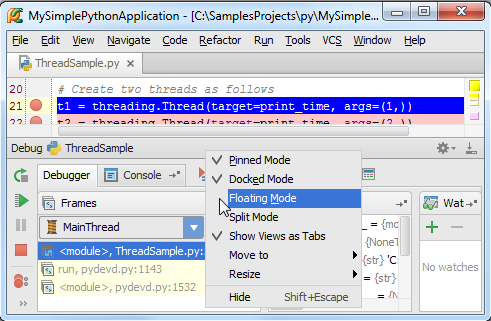 MySimplePythonApplication - [C:\SamplesProjects\py\MySimple...
File Edit View Navigate Code Refactor Run Tools VCS Window Help
ThreadSample.py
20 # Create two threads as follows
21 t1 = threading.Thread(target=print_time, args=(1,))
22 t2 = threading.Thread(target=print_time, args=(2,))
Debug ThreadSample
Debugger Console
Pinned Mode
Docked Mode
Floating Mode
Split Mode
Show Views as Tabs
Move to
Resize
Hide Shift+Escape
Frames
MainThread
<module>, ThreadSample.py:
run, pydevd.py:1143
<module>, pydevd.py:1532
_ = {mo
{NoneT
{str} 'C
= {str}
= {
Wat
No watches